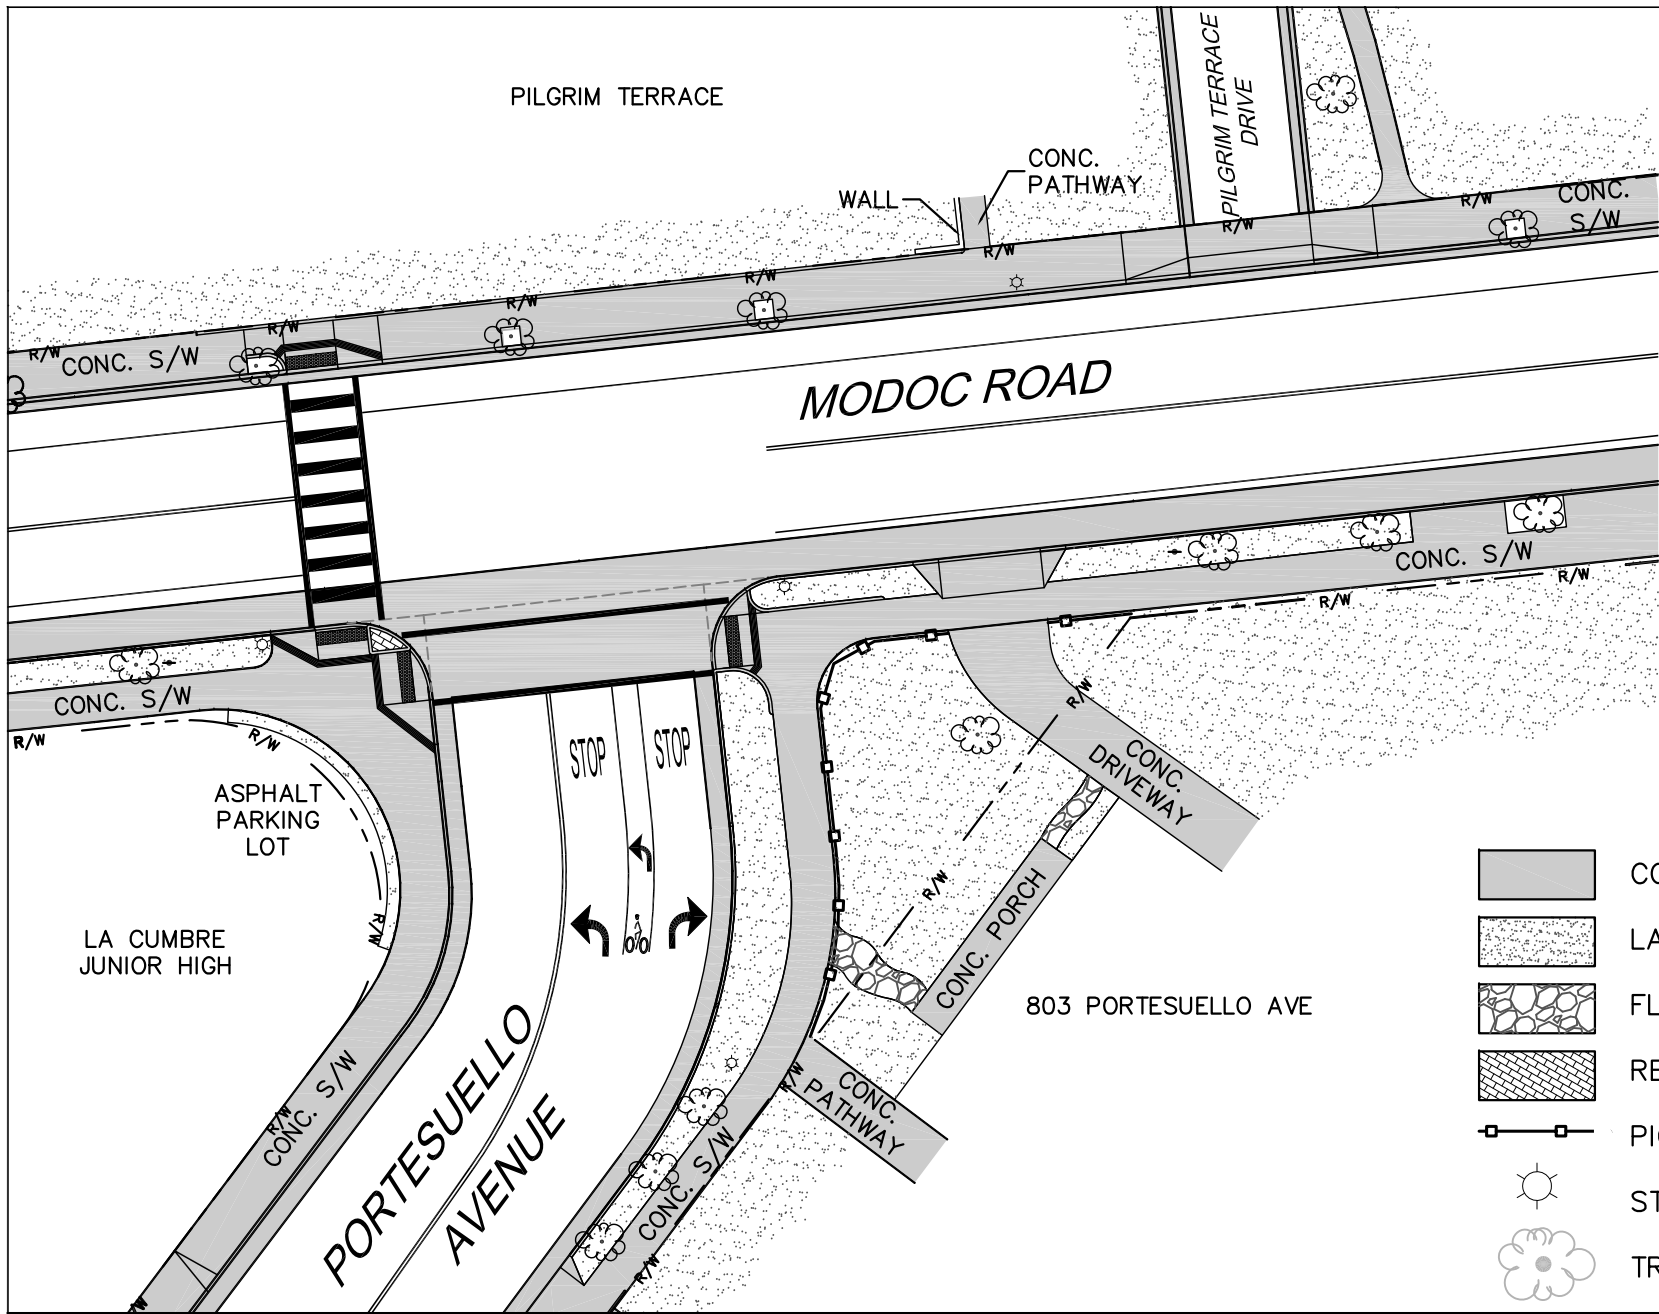 PILGRIM TERRACE
PILGRIM TERRACE
DRIVE
CONC.
PATHWAY
WALL
CONC.
S/W
R/W
R/W
R/W
R/W
R/W
R/W
R/W
CONC. S/W
MODOC ROAD
CONC. S/W
R/W
R/W
CONC. S/W
R/W
R/W
R/W
STOP
STOP
CONC.
DRIVEWAY
ASPHALT
PARKING
LOT
R/W
R/W
LA CUMBRE
JUNIOR HIGH
CONC. PORCH
803 PORTESUELLO AVE
PORTESUELLO
AVENUE
CONC. S/W
R/W
R/W
CONC.
PATHWAY
CONC. S/W
R/W
R/W
CO
LA
FL
RE
PI
ST
TR